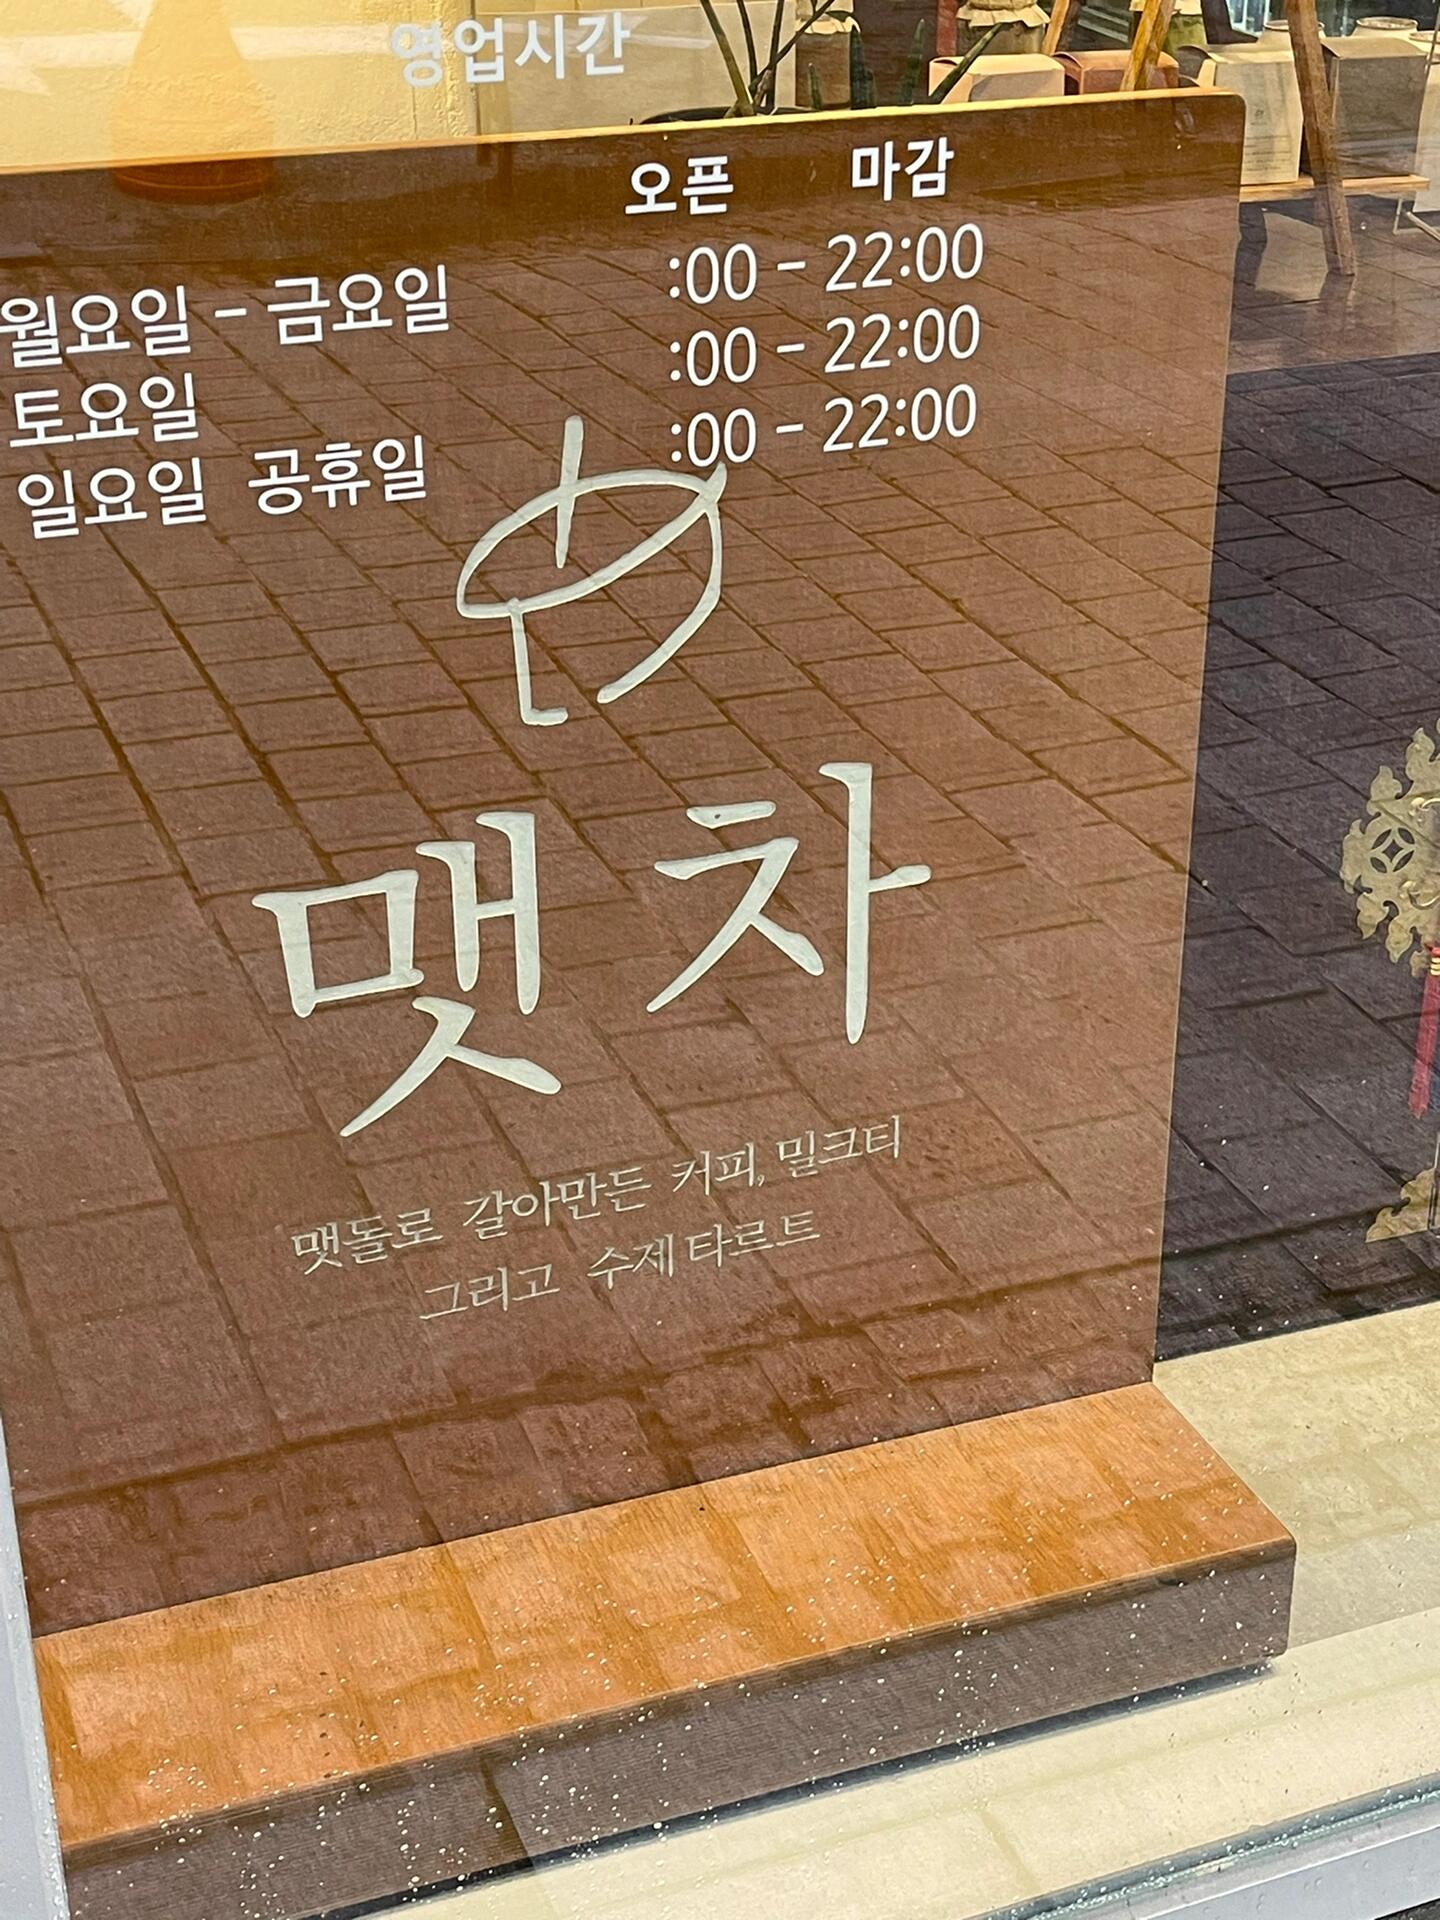 영업시간
오픈 마감
월요일 - 금요일 :00 - 22:00
토요일 :00 - 22:00
일요일 공휴일 :00 - 22:00
맷차
맷돌로 갈아만든 커피, 밀크티
그리고 수제 타르트